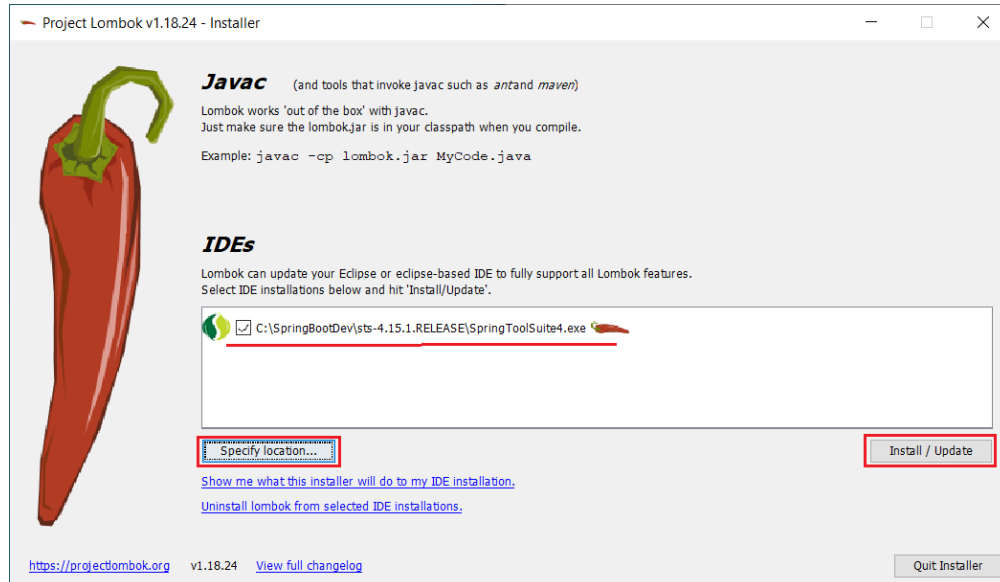 Project Lombok v1.18.24 - Installer
Javac (and tools that invoke javac such as antand maven)
Lombok works 'out of the box' with javac.
Just make sure the lombok.jar is in your classpath when you compile.
Example: javac -cp lombok.jar MyCode.java
IDEs
Lombok can update your Eclipse or eclipse-based IDE to fully support all Lombok features.
Select IDE installations below and hit 'Install/Update'.
C:\SpringBootDev\sts-4.15.1.RELEASE\SpringToolSuite4.exe
Specify location... Install / Update
Show me what this installer will do to my IDE installation.
Uninstall lombok from selected IDE installations.
https://projectlombok.org v1.18.24 View full changelog Quit Installer